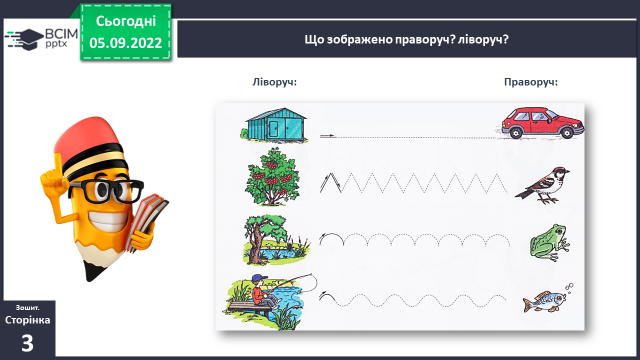 Сьогодні
05.09.2022
ВСІМ
pptx
Що зображено праворуч? ліворуч?
Ліворуч:
Праворуч:
Зошит.
Сторінка
3